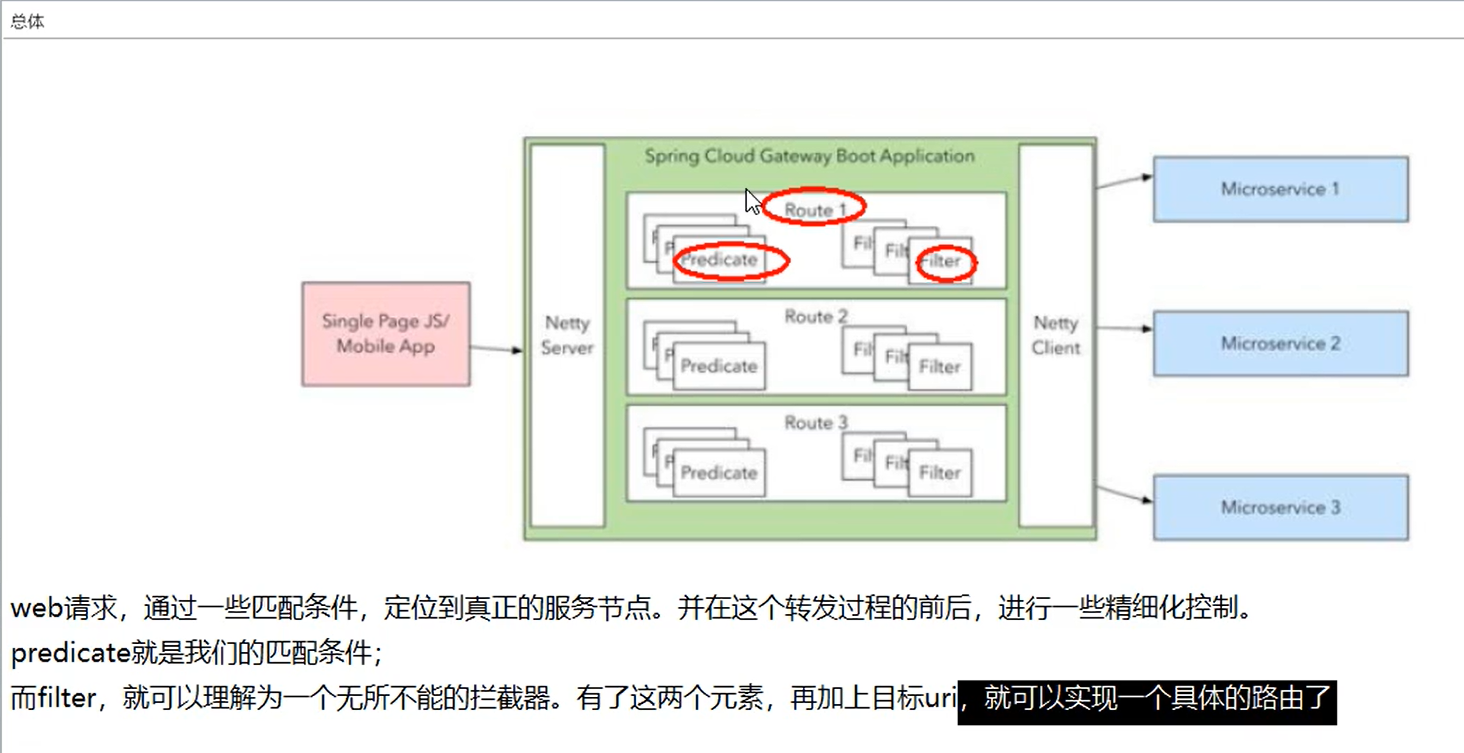 总体
Spring Cloud Gateway Boot Application
Route 1
Predicate
Filter
Microservice 1
Single Page JS/
Mobile App
Netty
Server
Route 2
Predicate
Filter
Netty
Client
Microservice 2
Route 3
Predicate
Filter
Microservice 3
web请求，通过一些匹配条件，定位到真正的服务节点。并在这个转发过程的前后，进行一些精细化控制。
predicate就是我们的匹配条件；
而filter，就可以理解为一个无所不能的拦截器。有了这两个元素，再加上目标uri，就可以实现一个具体的路由了